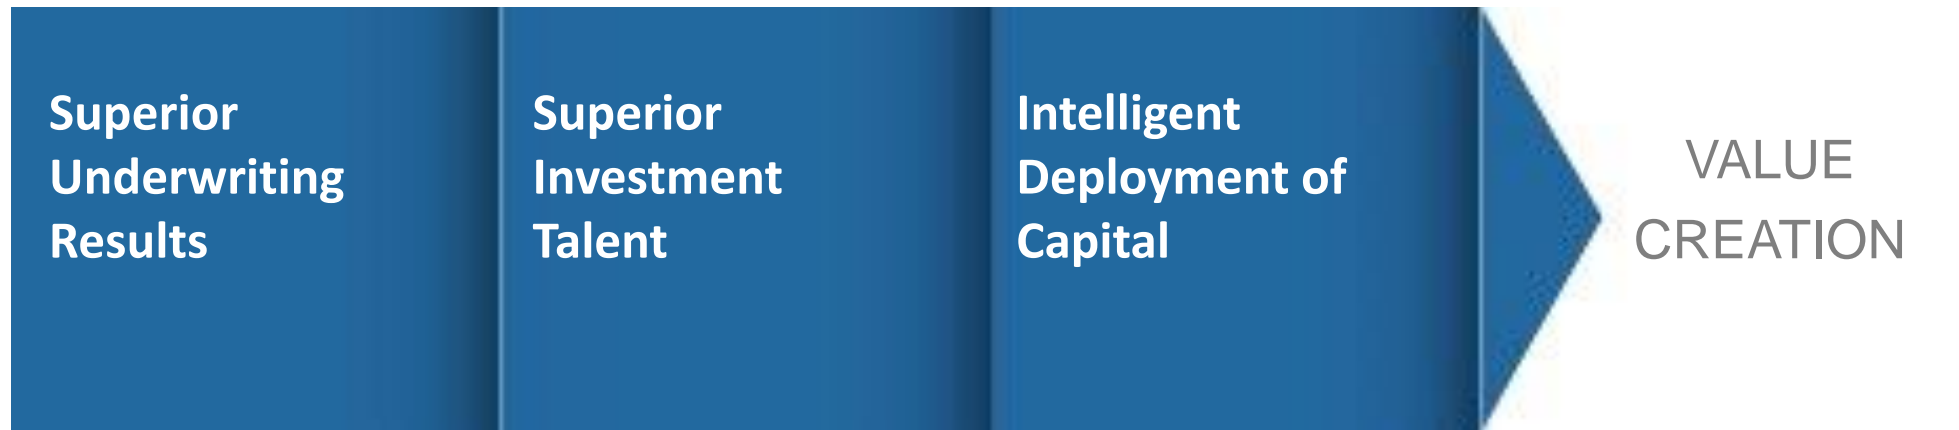 Superior
Underwriting
Results
Superior
Investment
Talent
Intelligent
Deployment of
Capital
VALUE
CREATION